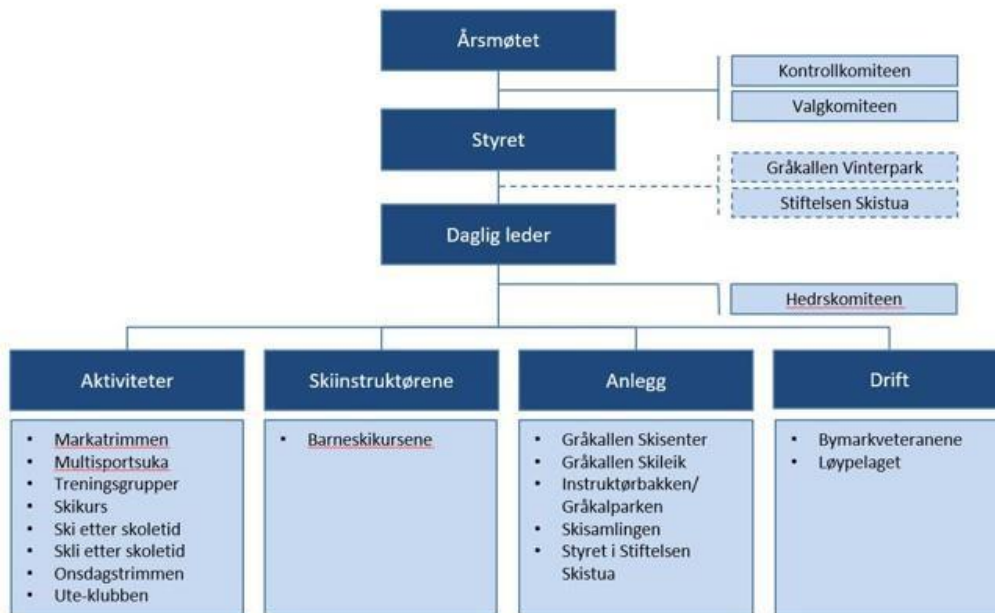 Årsmøtet
Kontrollkomiteen
Valgkomiteen
Styret
Gråkallen Vinterpark
Stiftelsen Skistua
Daglig leder
Hedrskomiteen
Aktiviteter
• Markatrimmen
• Multisportsuka
• Treningsgrupper
• Skikurs
• Ski etter skoletid
• Skli etter skoletid
• Onsdagstrimmen
• Ute-klubben
Skiinstruktørene
• Barneskikursene
Anlegg
• Gråkallen Skisenter
• Gråkallen Skileik
• Instruktørbakken/
Gråkalparken
• Skisamlingen
• Styret i Stiftelsen
Skistua
Drift
• Bymarkveteranene
• Løypelaget